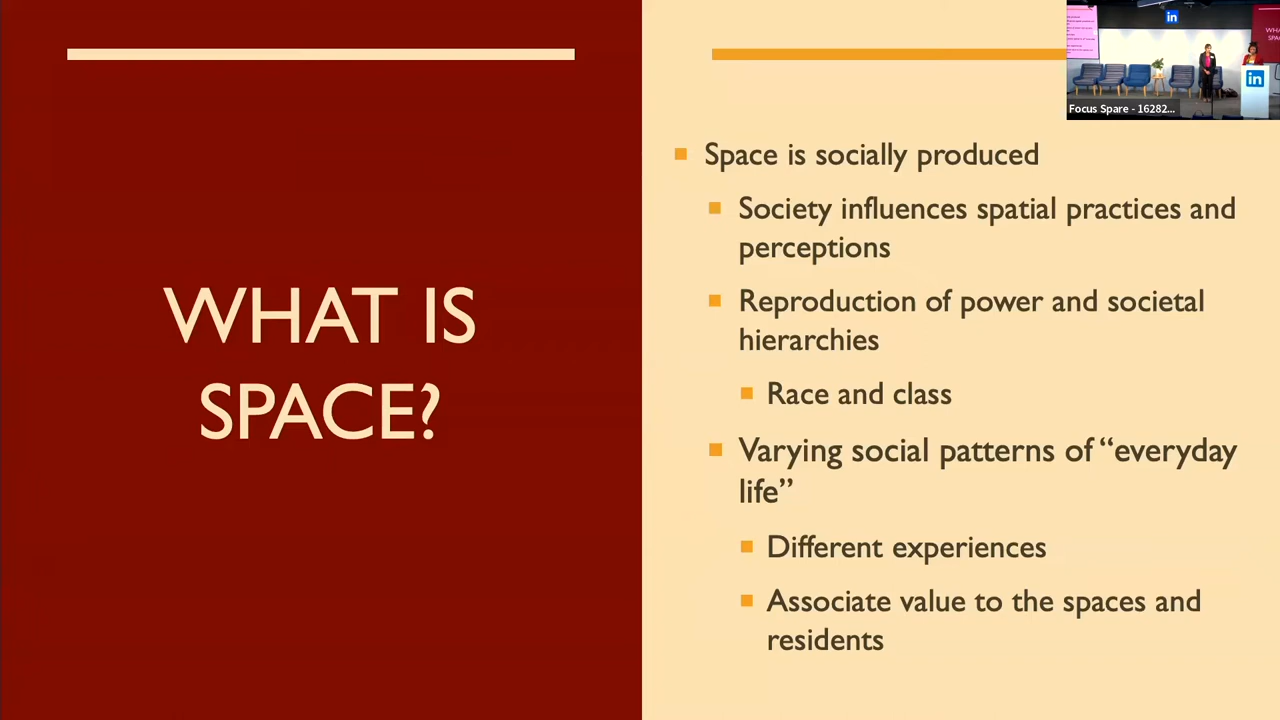 WHAT IS
SPACE?
Focus Spare - 16282...
in
in
Space is socially produced
Society influences spatial practices and
perceptions
Reproduction of power and societal
hierarchies
Race and class
Varying social patterns of “everyday
life”
Different experiences
Associate value to the spaces and
residents